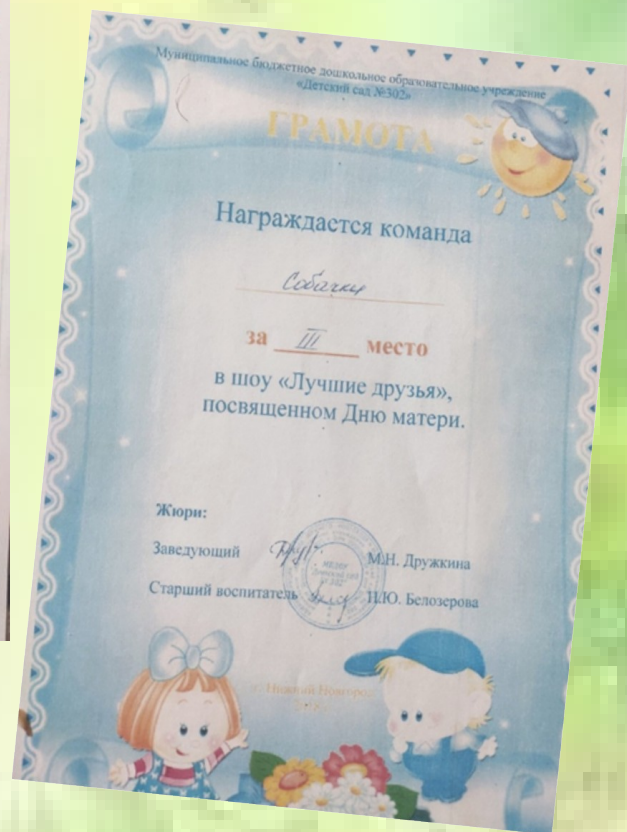 Муниципальное бюджетное дошкольное образовательное учреждение
«Детский сад №302»
ГРАМОТА
Награждается команда
Собачки
за III место
в шоу «Лучшие друзья»,
посвященном Дню матери.
Жюри:
Заведующий М.Н. Дружкина
Старший воспитатель Н.Ю. Белозерова
г. Нижний Новгород